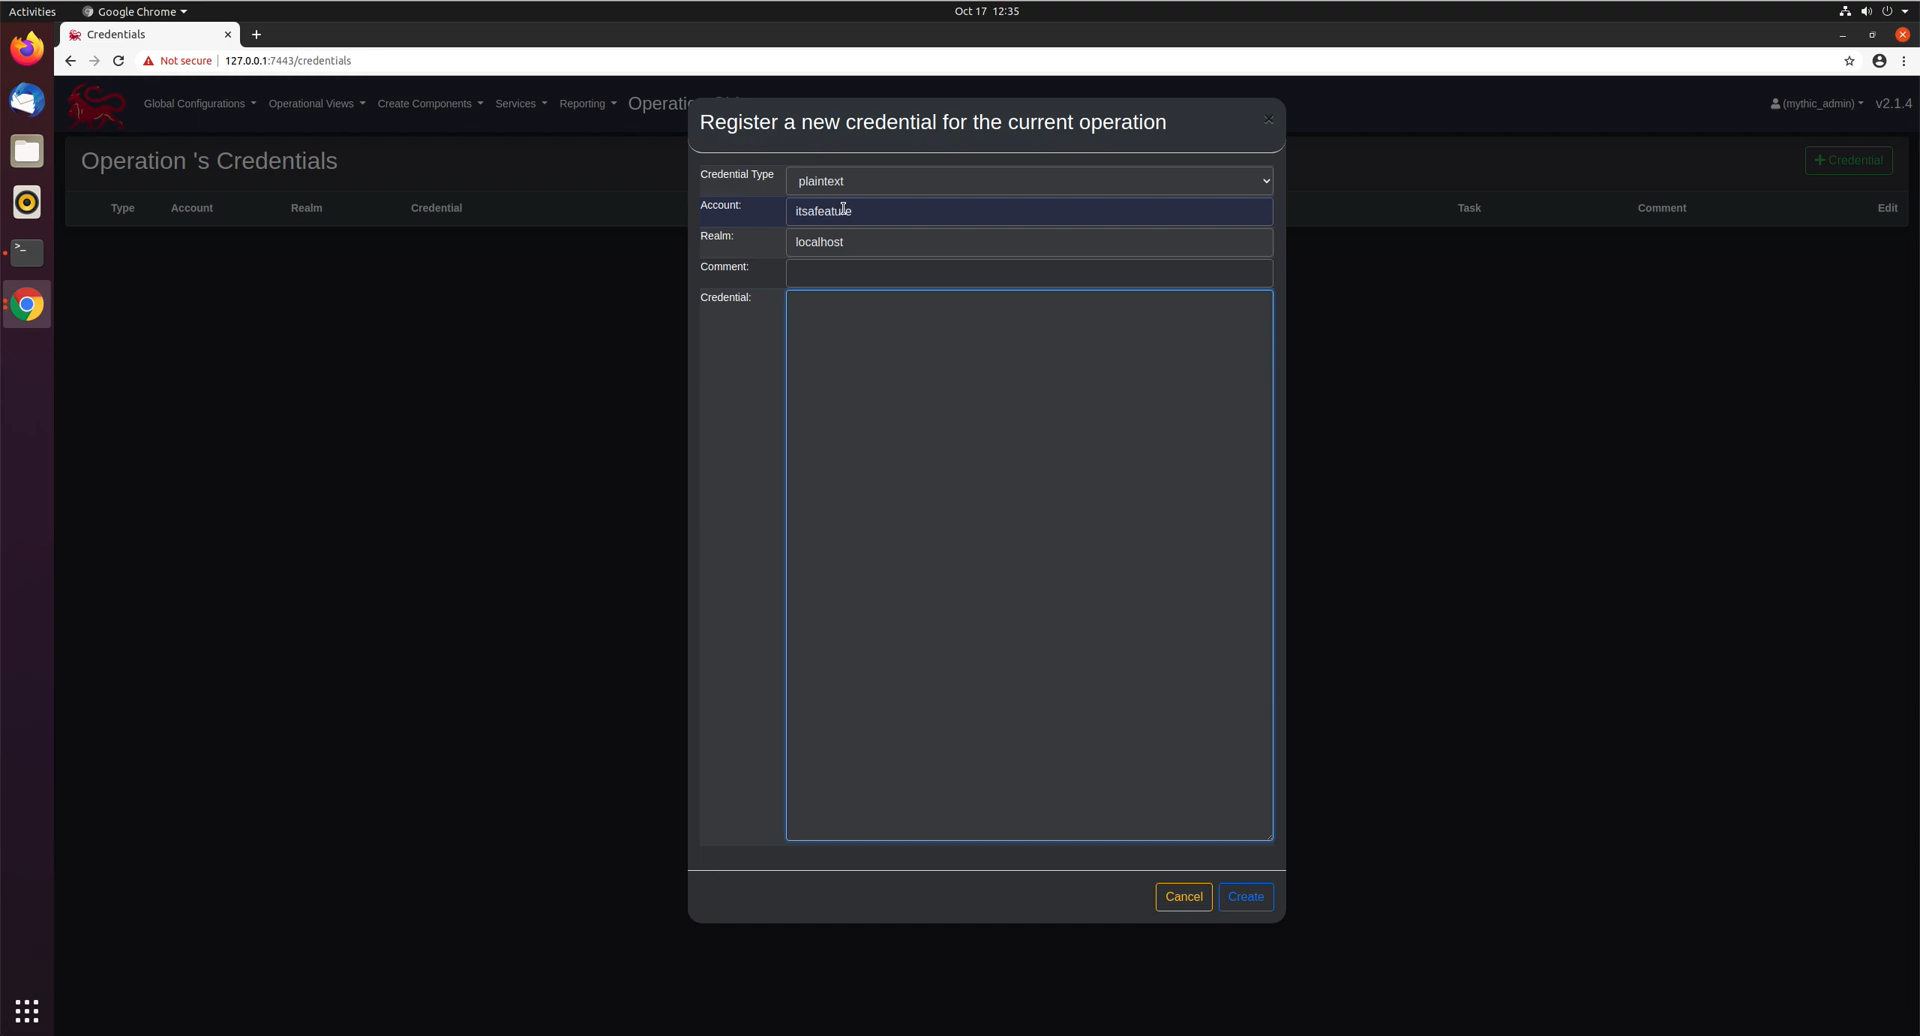 Activities Google Chrome Oct 17 12:35
Credentials
Not secure 127.0.0.1:7443/credentials
Global Configurations Operational Views Create Components Services Reporting (mythic_admin) v2.1.4
Register a new credential for the current operation
Operation 's Credentials + Credential
Type Account Realm Credential Task Comment Edit
Credential Type plaintext
Account: itsafeature
Realm: localhost
Comment:
Credential:
Cancel Create